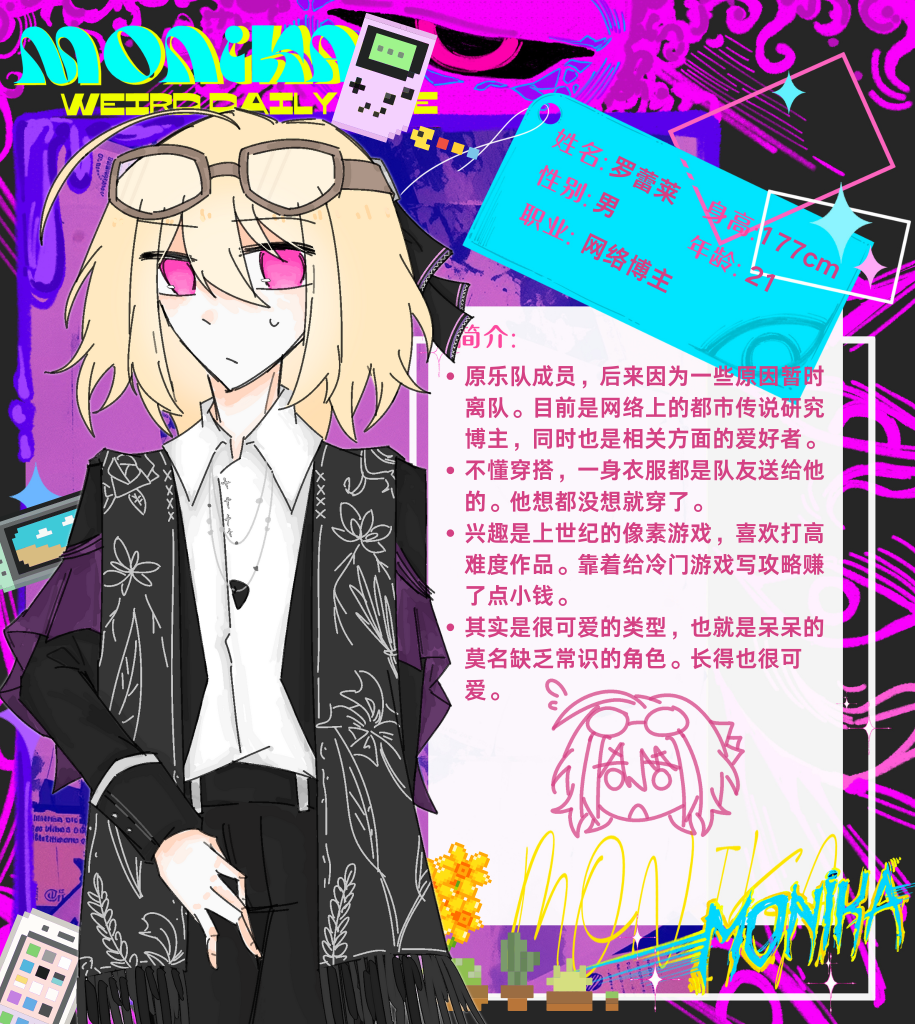 MONIKA
WEIRD DAILY
姓名: 罗蕾莱
性别: 男
职业: 网络博主
身高: 177cm
年龄: 21
简介:
• 原乐队成员，后来因为一些原因暂时
离队。目前是网络上的都市传说研究
博主，同时也是相关方面的爱好者。
• 不懂穿搭，一身衣服都是队友送给他
的。他想都没想就穿了。
• 兴趣是上世纪的像素游戏，喜欢打高
难度作品。靠着给冷门游戏写攻略赚
了点小钱。
• 其实是很可爱的类型，也就是呆呆的
莫名缺乏常识的角色。长得也很可
爱。
MONIKA
MONIKA